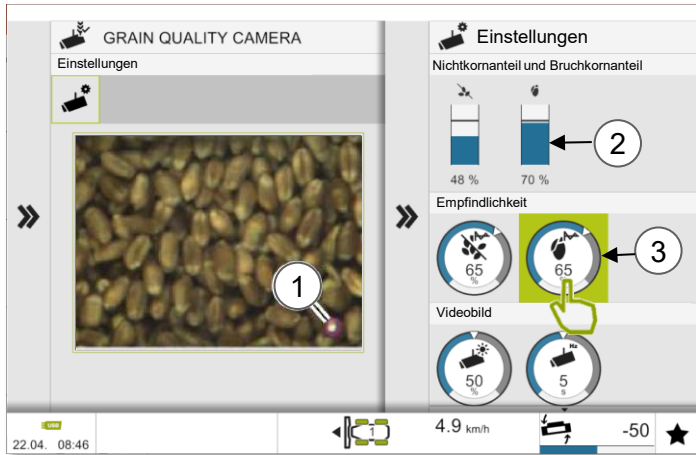 GRAIN QUALITY CAMERA
Einstellungen
1
Einstellungen
Nichtkornanteil und Bruchkornanteil
2
48 %
70 %
Empfindlichkeit
3
65
%
65
%
Videobild
50
%
Hz
5
s
USB
22.04. 08:46
1
4.9 km/h
-50